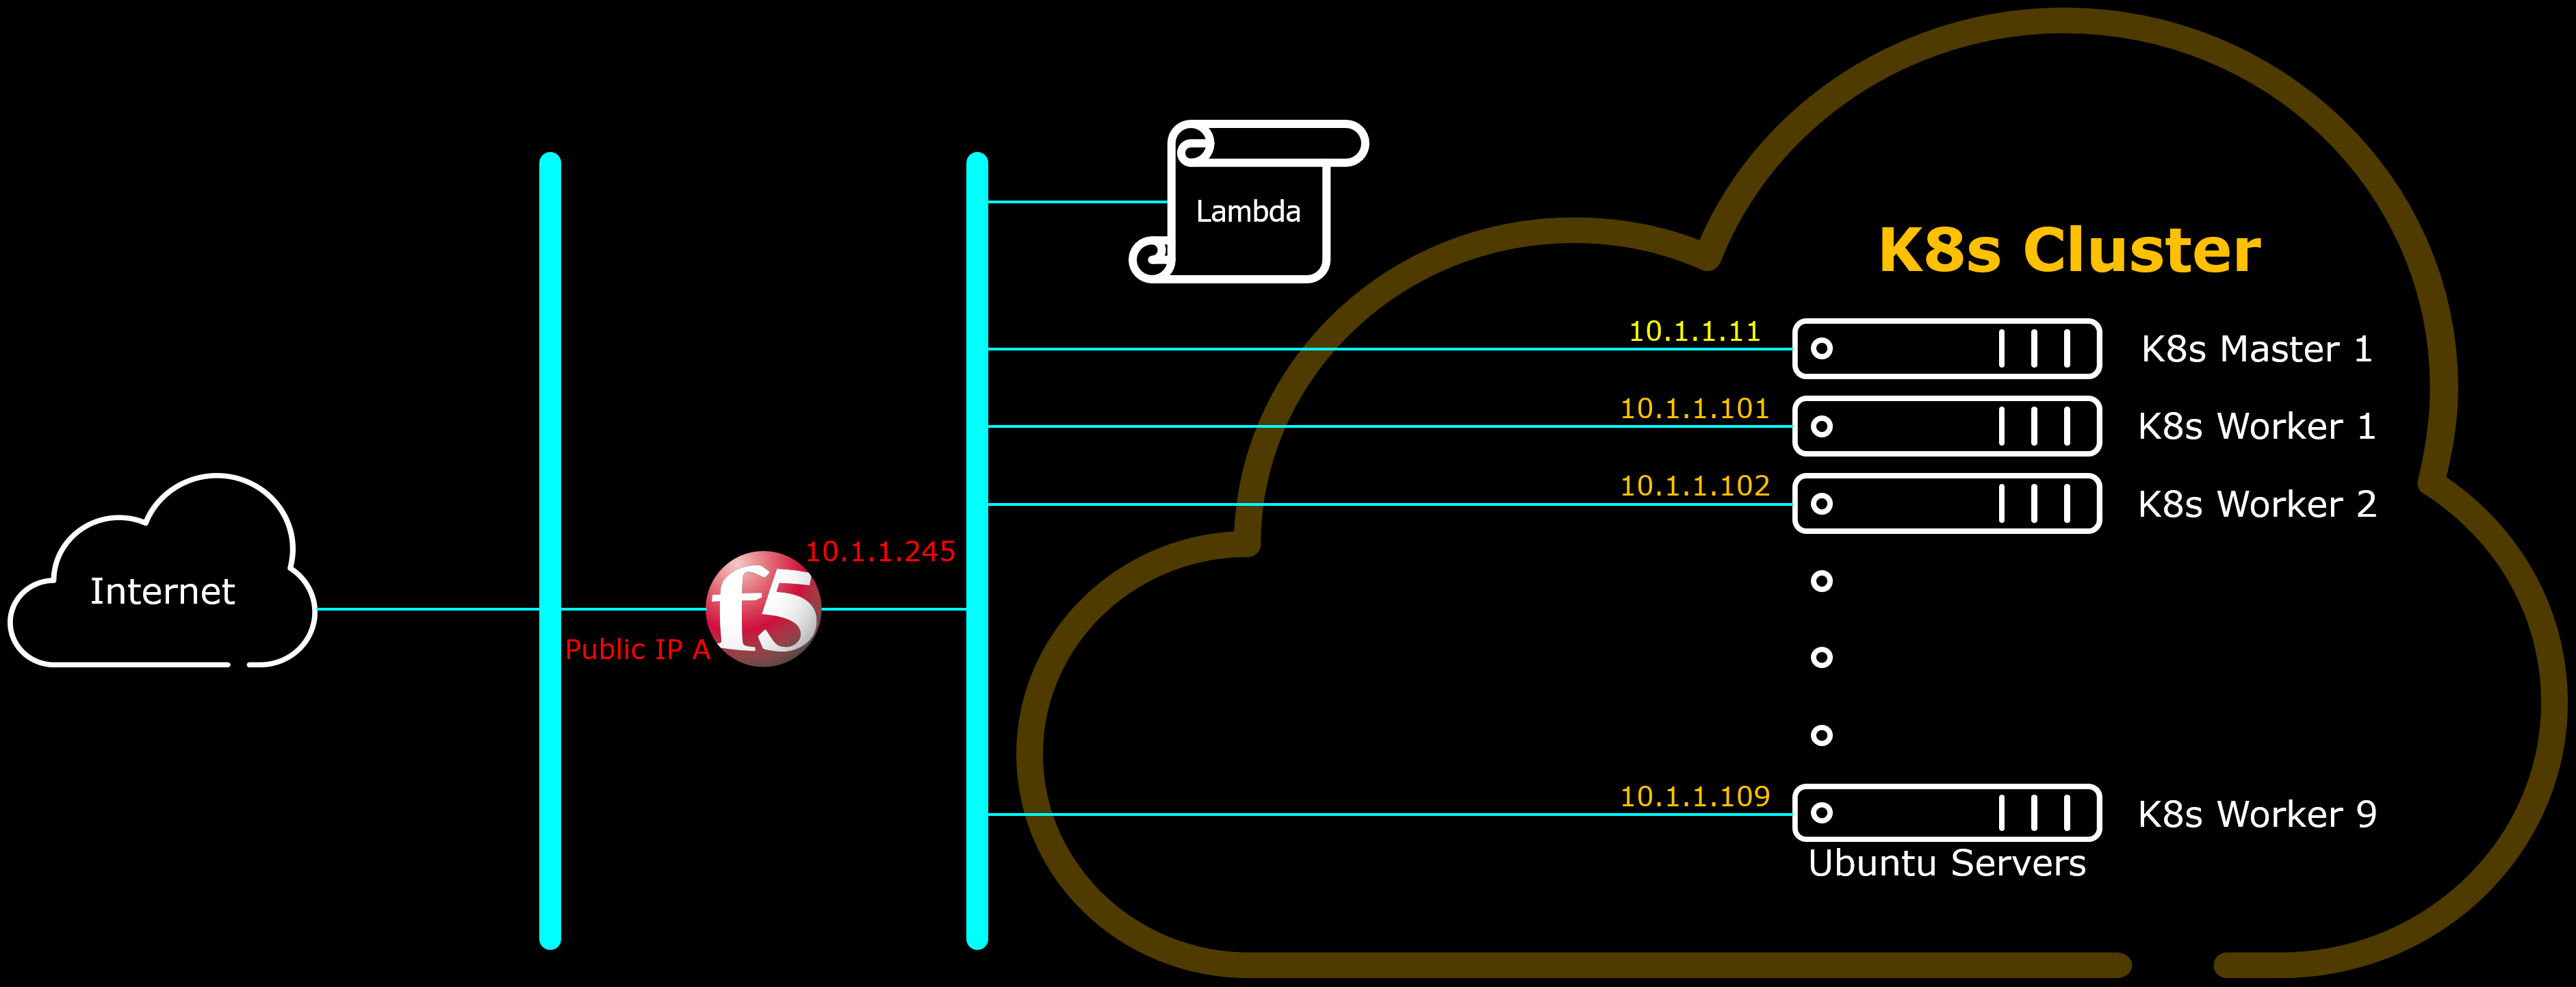 Lambda
K8s Cluster
10.1.1.11
K8s Master 1
10.1.1.101
K8s Worker 1
10.1.1.102
K8s Worker 2
10.1.1.245
Internet
f5
Public IP A
10.1.1.109
K8s Worker 9
Ubuntu Servers